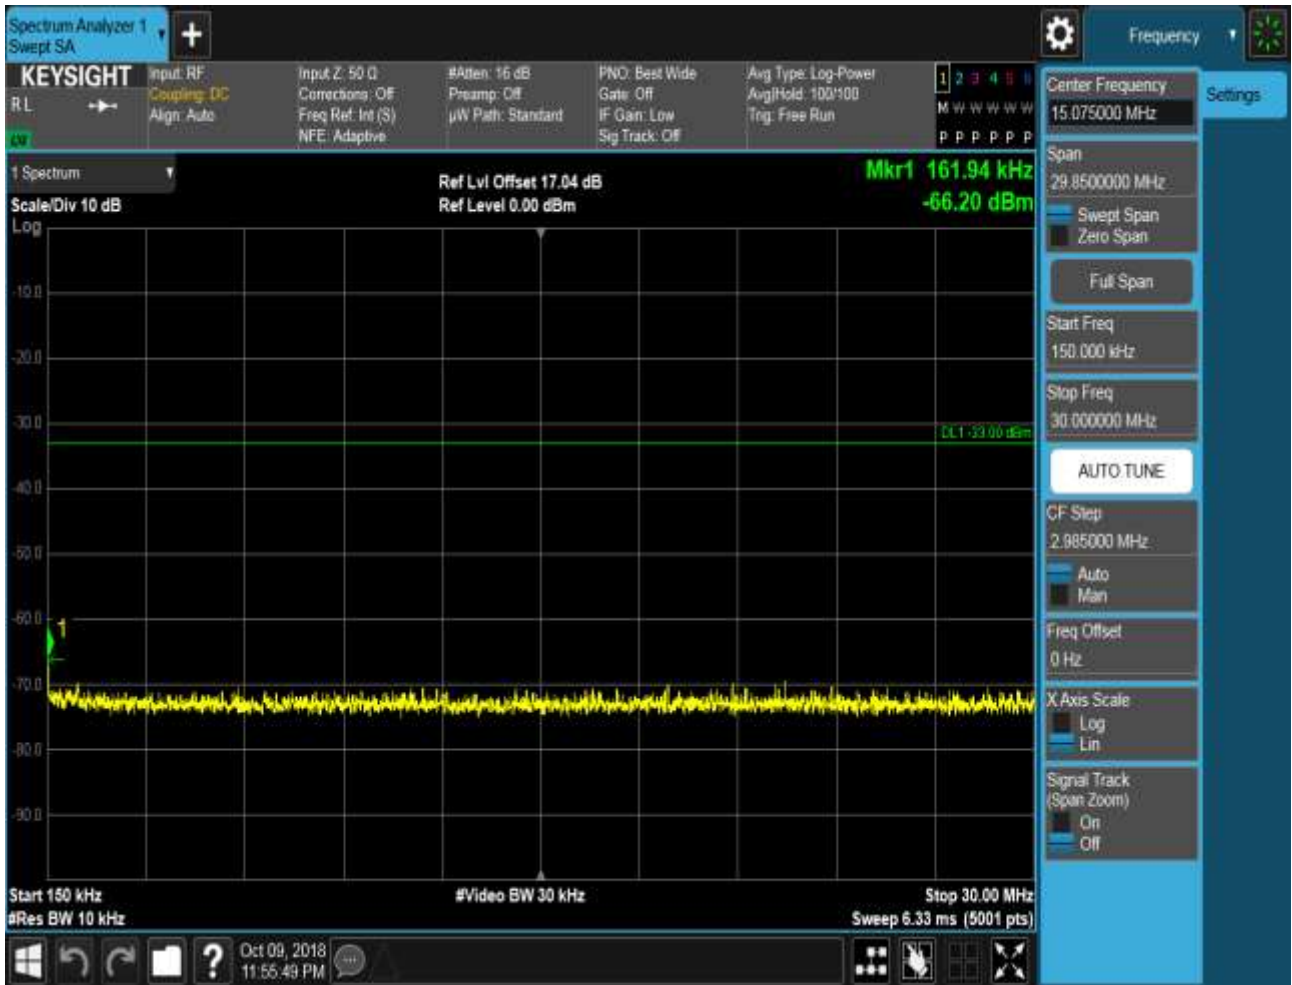 Spectrum Analyzer 1
Swept SA
+
Frequency
KEYSIGHT
RL
Input: RF
Coupling: DC
Align: Auto
Input Z: 50 Ω
Corrections: Off
Freq Ref: Int (S)
NFE: Adaptive
#Atten: 16 dB
Preamp: Off
µW Path: Standard
PNO: Best Wide
Gate: Off
IF Gain: Low
Sig Track: Off
Avg Type: Log-Power
Avg|Hold: 100/100
Trig: Free Run
1 2 3 4 5 6
M W W W W W
P P P P P P
1 Spectrum
Scale/Div 10 dB
Log
Ref Lvl Offset 17.04 dB
Ref Level 0.00 dBm
Mkr1 161.94 kHz
-66.20 dBm
-10.0
-20.0
-30.0
DL1 -33.00 dBm
-40.0
-50.0
-60.0
1
-70.0
-80.0
-90.0
Start 150 kHz
#Res BW 10 kHz
#Video BW 30 kHz
Stop 30.00 MHz
Sweep 6.33 ms (5001 pts)
Center Frequency
15.075000 MHz
Settings
Span
29.8500000 MHz
Swept Span
Zero Span
Full Span
Start Freq
150.000 kHz
Stop Freq
30.000000 MHz
AUTO TUNE
CF Step
2.985000 MHz
Auto
Man
Freq Offset
0 Hz
X Axis Scale
Log
Lin
Signal Track
(Span Zoom)
On
Off
?
Oct 09, 2018
11:55:49 PM